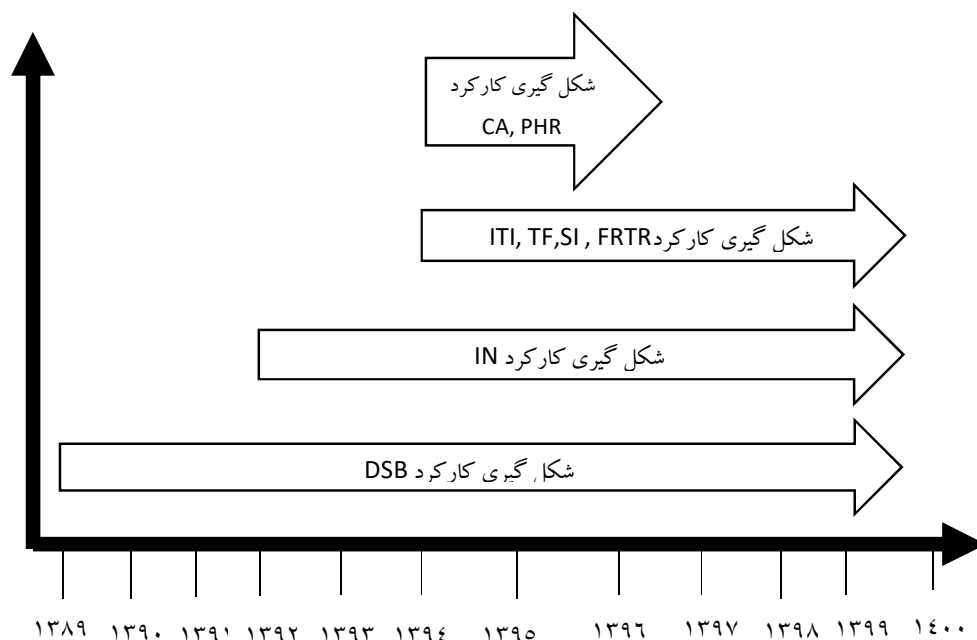 شکل گیری کارکرد
CA, PHR
شکل گیری کارکردITI, TF,SI , FRTR
شکل گیری کارکرد IN
شکل گیری کارکرد DSB
۱۳۸۹ ۱۳۹۰ ۱۳۹۱ ۱۳۹۲ ۱۳۹۳ ۱۳۹٤ ۱۳۹٥ ۱۳۹٦ ۱۳۹۷ ۱۳۹۸ ۱۳۹۹ ۱٤۰۰